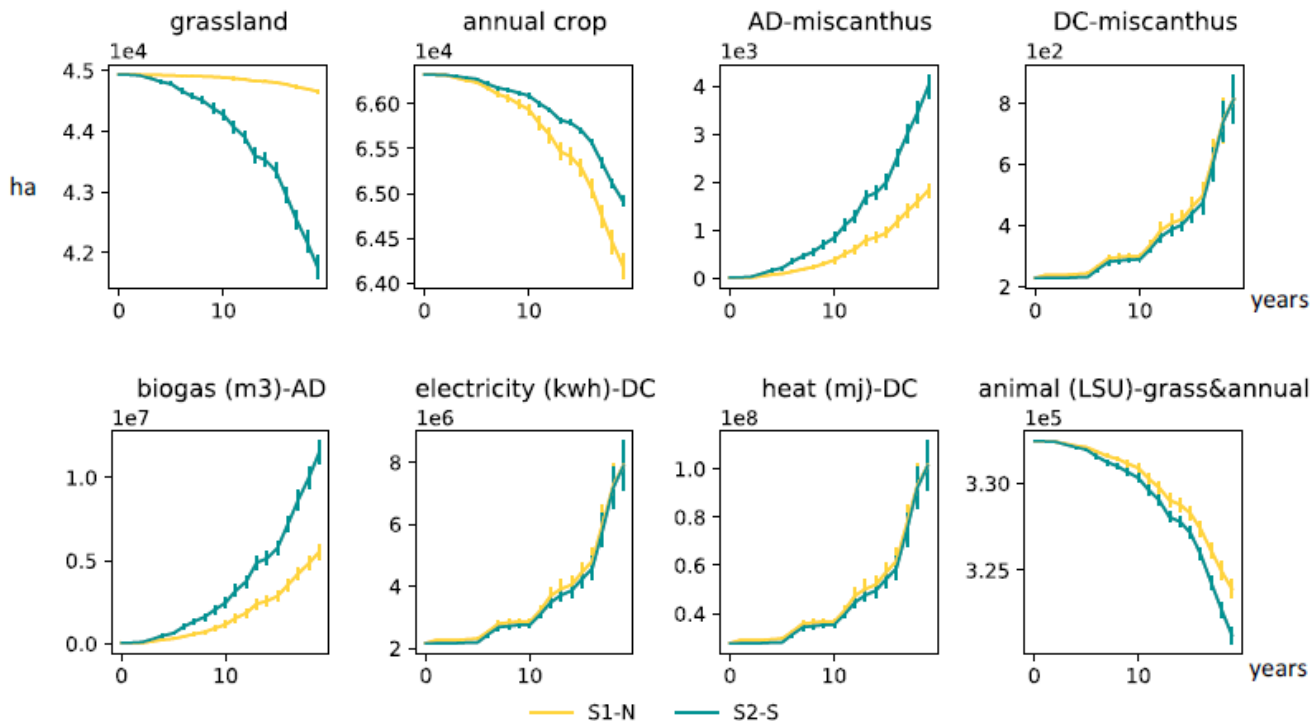 grassland annual crop AD-miscanthus DC-miscanthus
1e4 1e4 1e3 1e2
4.5 6.60 4 8
4.4 6.55 3 6
ha 4.3 6.50 2 4
4.2 6.45 1 2
6.40 0
0 10 0 10 0 10 0 10 years
biogas (m3)-AD electricity (kwh)-DC heat (mj)-DC animal (LSU)-grass&annual
1e7 1e6 1e8 1e5
1.0 8 1.0 3.330
0.5 6 0.8 3.325
0.0 4 0.6
2 0.4
0 10 0 10 0 10 0 10 years
S1-N S2-S